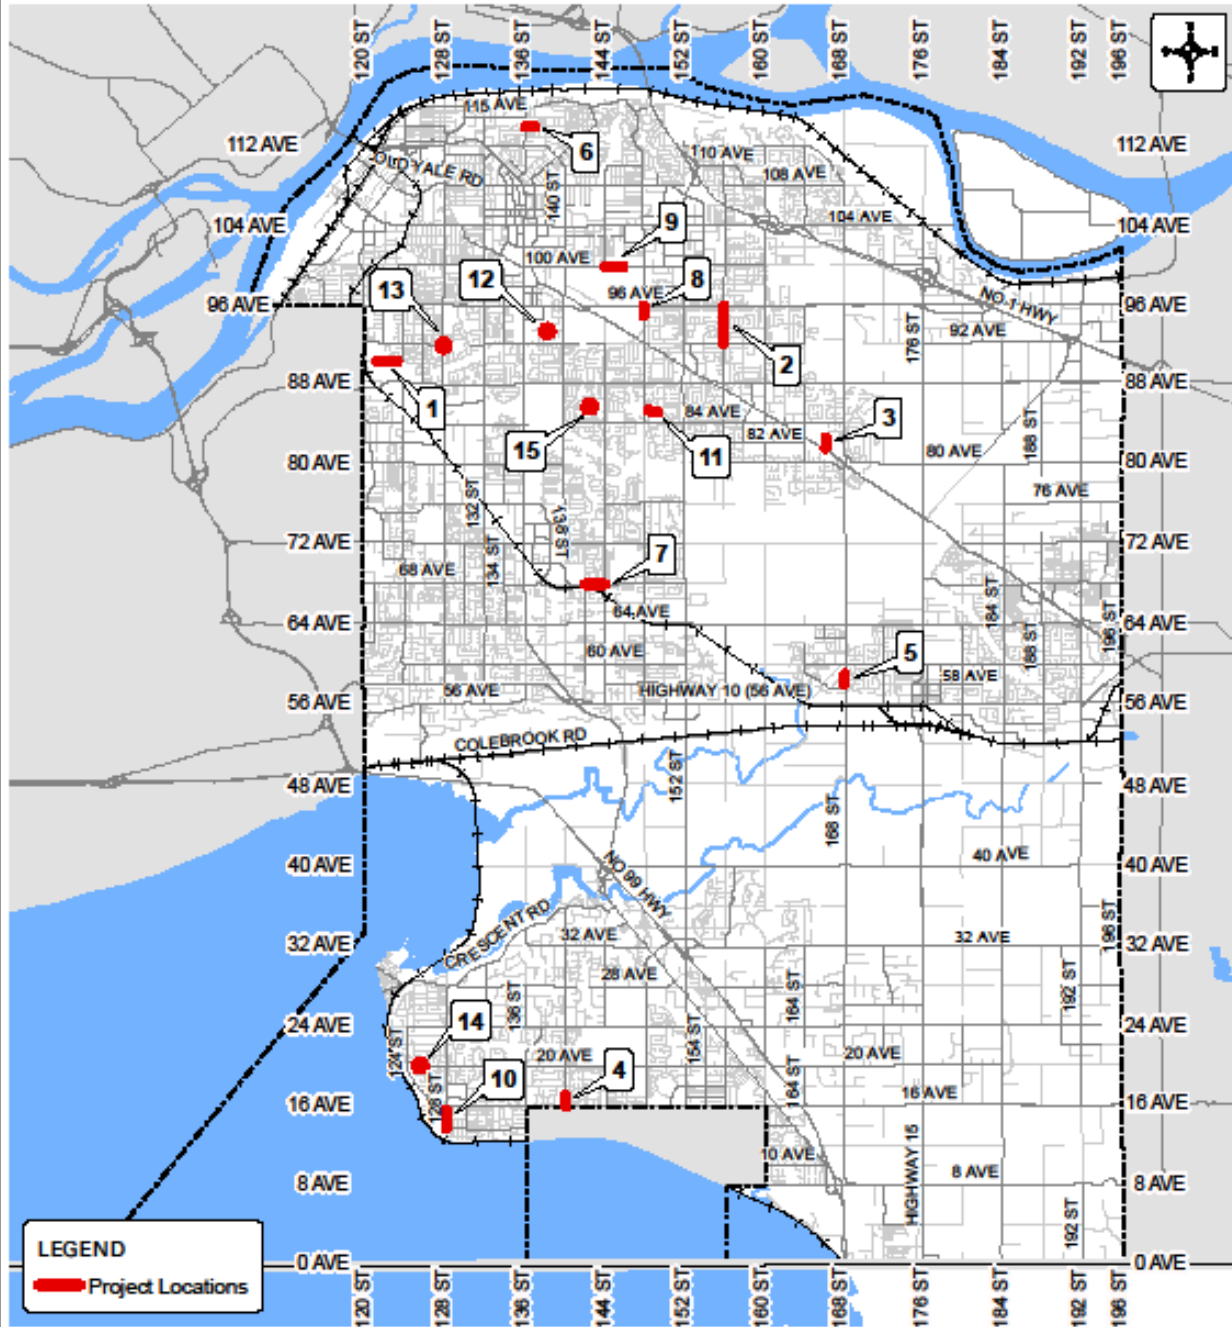 120 ST
128 ST
136 ST
144 ST
152 ST
160 ST
168 ST
176 ST
184 ST
192 ST
196 ST
115 AVE
6
112 AVE
110 AVE
112 AVE
OLD YALE RD
108 AVE
140 ST
104 AVE
104 AVE
9
104 AVE
100 AVE
12
8
13
96 AVE
96 AVE
NO 1 HWY
96 AVE
92 AVE
176 ST
2
88 AVE
88 AVE
1
84 AVE
3
82 AVE
188 ST
15
11
80 AVE
80 AVE
80 AVE
76 AVE
132 ST
138 ST
72 AVE
72 AVE
134 ST
7
68 AVE
184 ST
64 AVE
64 AVE
64 AVE
196 ST
60 AVE
188 ST
5
58 AVE
56 AVE
56 AVE
HIGHWAY 10 (56 AVE)
56 AVE
COLEBROOK RD
152 ST
48 AVE
48 AVE
168 ST
40 AVE
40 AVE
40 AVE
NO 99 HWY
CRESCENT RD
196 ST
32 AVE
32 AVE
32 AVE
32 AVE
28 AVE
164 ST
192 ST
136 ST
24 AVE
14
24 AVE
154 ST
124 ST
20 AVE
20 AVE
10
4
128 ST
164 ST
16 AVE
16 AVE
16 AVE
10 AVE
HIGHWAY 15
8 AVE
8 AVE
8 AVE
192 ST
LEGEND
Project Locations
0 AVE
0 AVE
120 ST
128 ST
136 ST
144 ST
152 ST
160 ST
168 ST
176 ST
184 ST
192 ST
196 ST